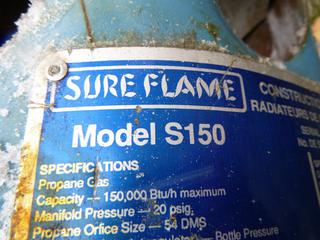 SURE FLAME
CONSTRUCTIO
RADIATEURS DE
Model S150
SPECIFICATIONS
Propane Gas
Capacity — 150,000 Btu/h maximum
Manifold Pressure — 20 psig.
Propane Orifice Size — 54 DMS
— Bottle Pressure